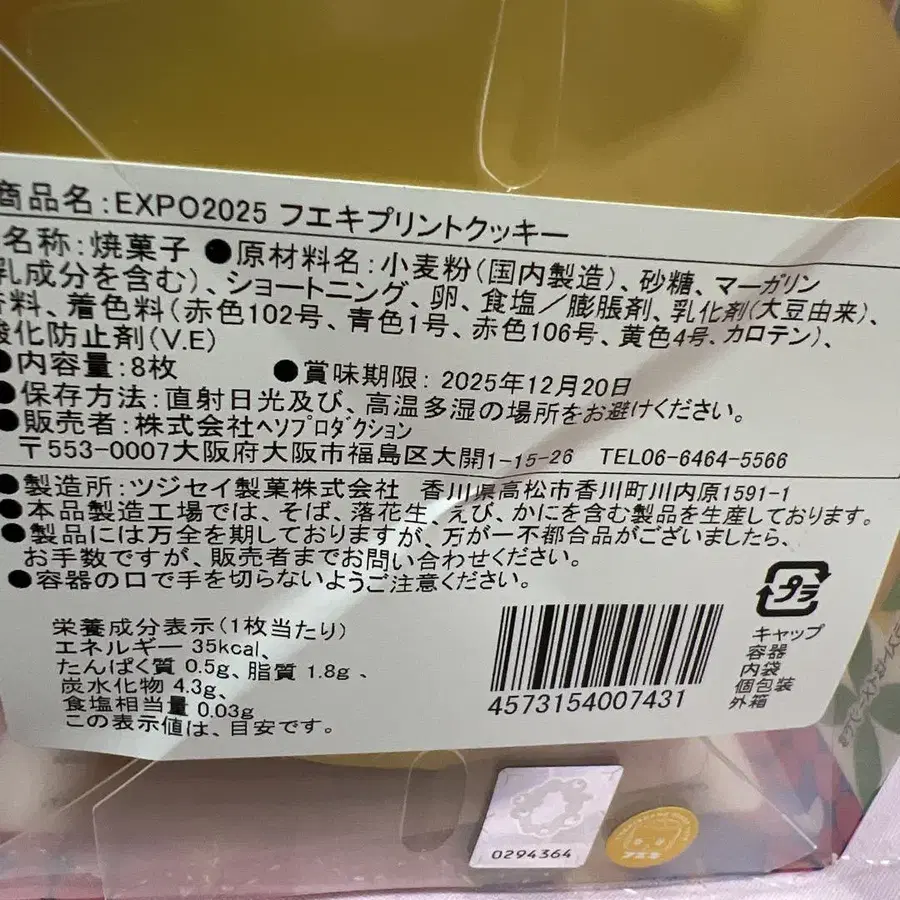 商品名:EXPO2025 フエキプリントクッキー
名称:焼菓子 ●原材料名:小麦粉(国内製造)、砂糖、マーガリン
乳成分を含む)、ショートニング、卵、食塩/膨脹剤、乳化剤(大豆由来)、
香料、着色料(赤色102号、青色1号、赤色106号、黄色4号、カロテン)、
酸化防止剤(V.E)
●内容量:8枚 ●賞味期限: 2025年12月20日
●保存方法:直射日光及び、高温多湿の場所をお避けください。
●販売者:株式会社ヘソプロダクション
〒553-0007大阪府大阪市福島区大開1-15-26 TEL06-6464-5566
●製造所:ツジセイ製菓株式会社 香川県高松市香川町川内原1591-1
●本品製造工場では、そば、落花生、えび、かにを含む製品を生産しております。
●製品には万全を期しておりますが、万が一不都合品がございましたら、
お手数ですが、販売者までお問い合わせください。
●容器の口で手を切らないようご注意ください。
栄養成分表示(1枚当たり)
エネルギー 35kcal、
たんぱく質 0.5g、脂質 1.8g 、
炭水化物 4.3g、
食塩相当量 0.03g
この表示値は、目安です。
4573154007431
プラ
キャップ
容器
内袋
個包装
外箱
0294364
フエキ